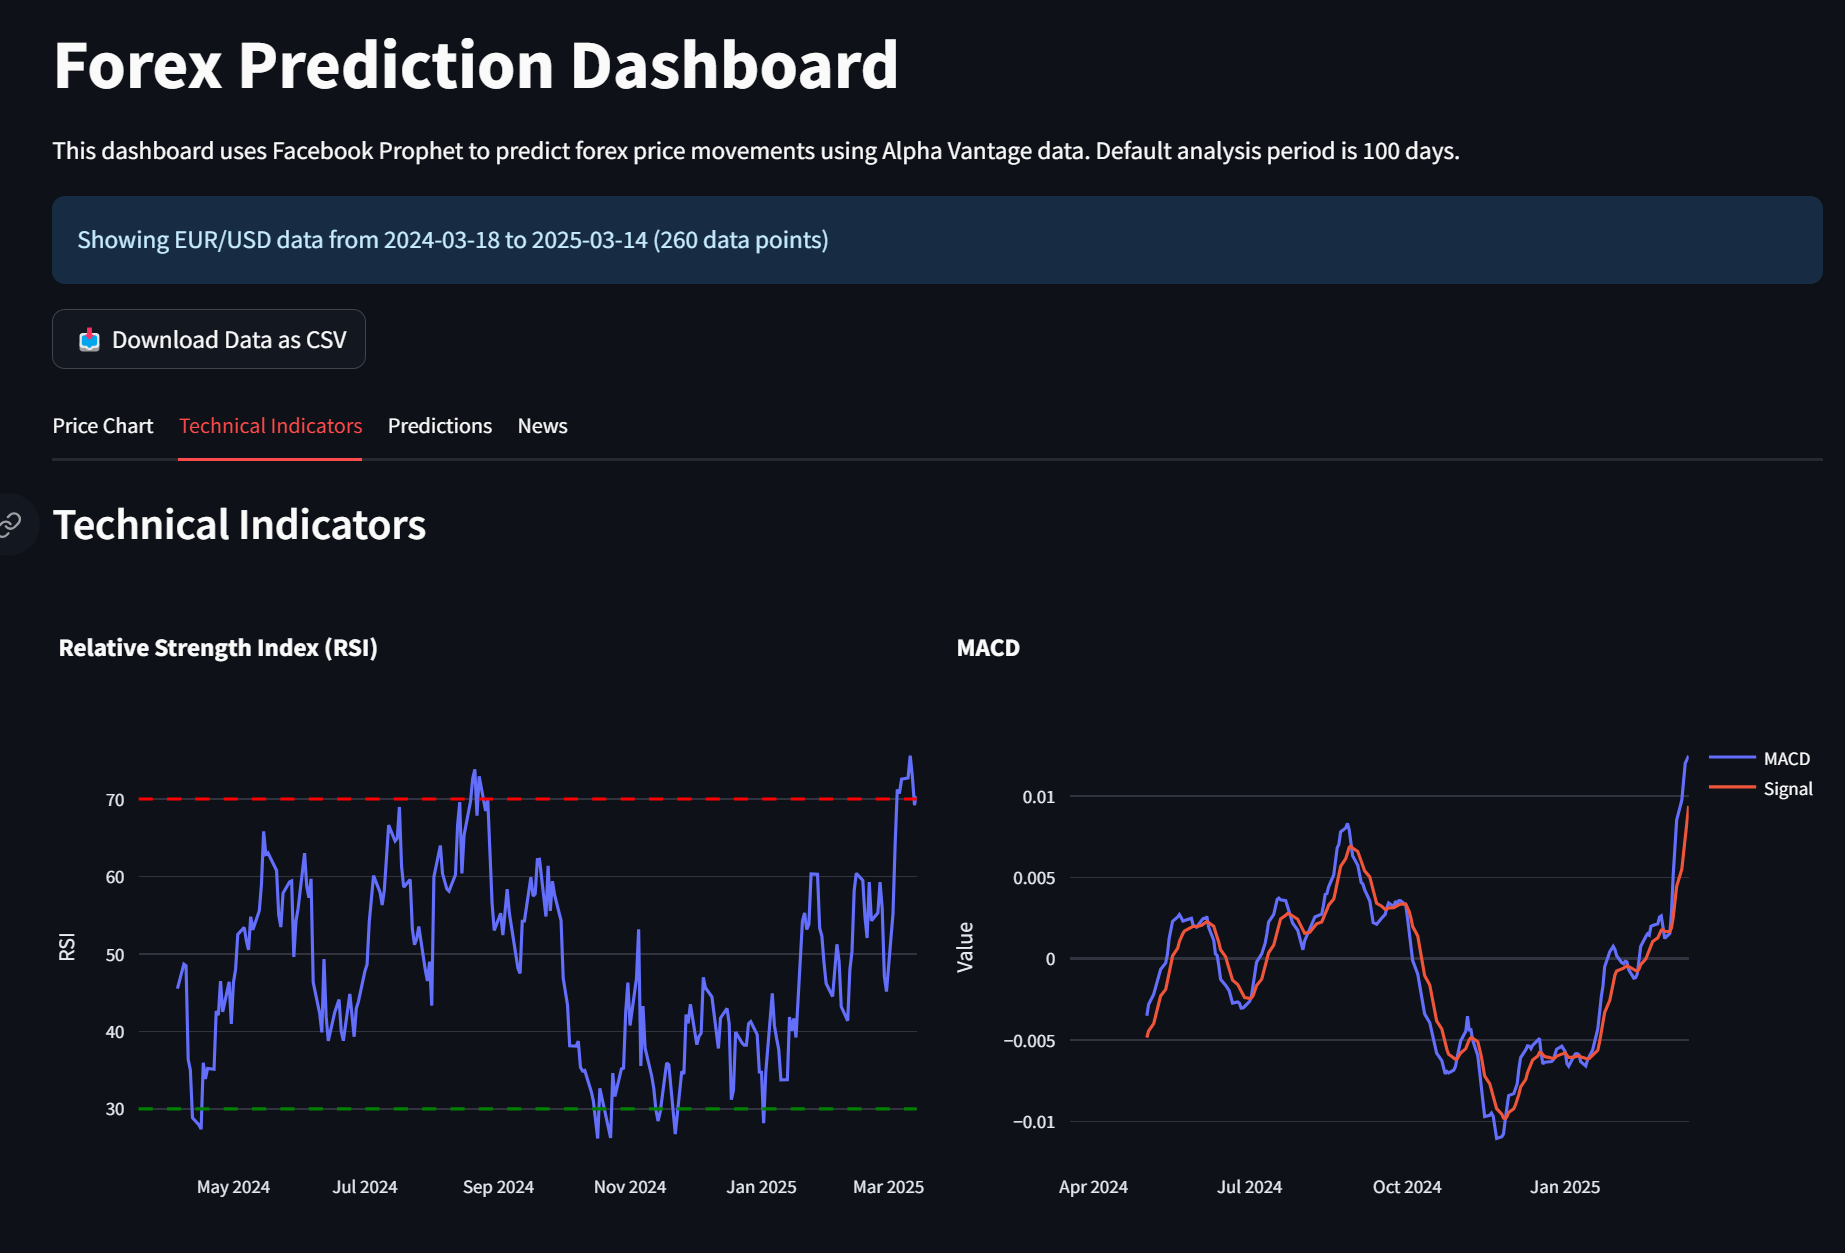 Forex Prediction Dashboard
This dashboard uses Facebook Prophet to predict forex price movements using Alpha Vantage data. Default analysis period is 100 days.
Showing EUR/USD data from 2024-03-18 to 2025-03-14 (260 data points)
Download Data as CSV
Price Chart Technical Indicators Predictions News
Technical Indicators
Relative Strength Index (RSI)
70
60
50
40
30
RSI
May 2024 Jul 2024 Sep 2024 Nov 2024 Jan 2025 Mar 2025
MACD
MACD
Signal
0.01
0.005
0
−0.005
−0.01
Value
Apr 2024 Jul 2024 Oct 2024 Jan 2025